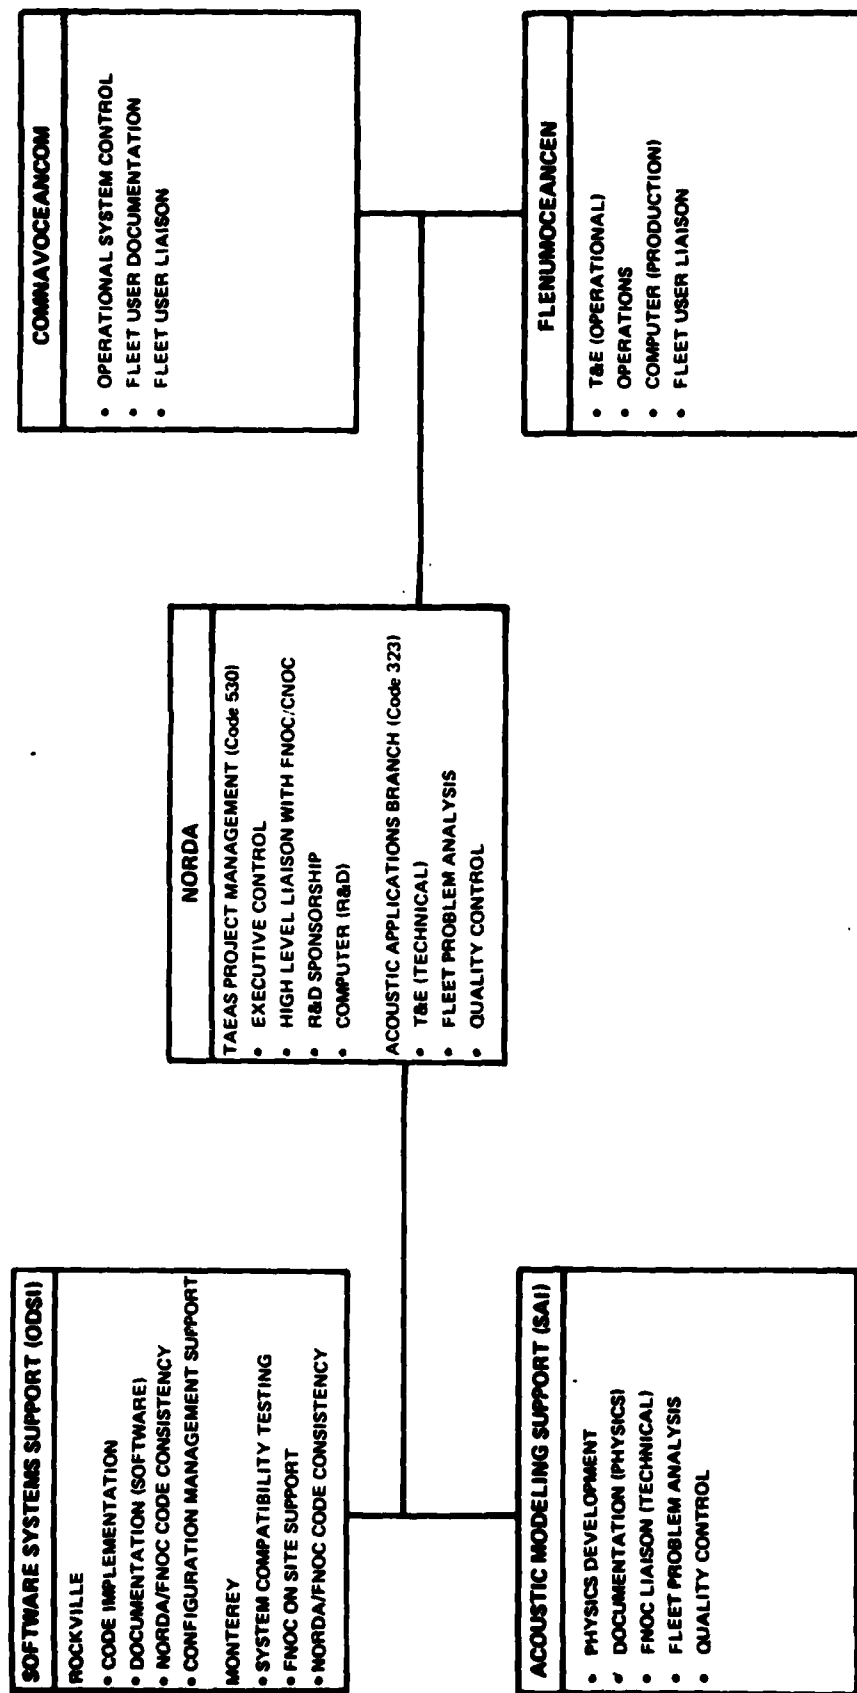 SOFTWARE SYSTEMS SUPPORT (ODSI)
ROCKVILLE
• CODE IMPLEMENTATION
• DOCUMENTATION (SOFTWARE)
• NORDA/FNOC CODE CONSISTENCY
• CONFIGURATION MANAGEMENT SUPPORT
MONTEREY
• SYSTEM COMPATIBILITY TESTING
• FNOC ON SITE SUPPORT
• NORDA/FNOC CODE CONSISTENCY
ACOUSTIC MODELING SUPPORT (SAI)
• PHYSICS DEVELOPMENT
• DOCUMENTATION (PHYSICS)
• FNOC LIAISON (TECHNICAL)
• FLEET PROBLEM ANALYSIS
• QUALITY CONTROL
NORDA
TAEAS PROJECT MANAGEMENT (Code 530)
• EXECUTIVE CONTROL
• HIGH LEVEL LIAISON WITH FNOC/CNOC
• R&D SPONSORSHIP
• COMPUTER (R&D)
ACOUSTIC APPLICATIONS BRANCH (Code 323)
• T&E (TECHNICAL)
• FLEET PROBLEM ANALYSIS
• QUALITY CONTROL
COMNAVOCEANCOM
• OPERATIONAL SYSTEM CONTROL
• FLEET USER DOCUMENTATION
• FLEET USER LIAISON
FLENUMOCEANCEN
• T&E (OPERATIONAL)
• OPERATIONS
• COMPUTER (PRODUCTION)
• FLEET USER LIAISON